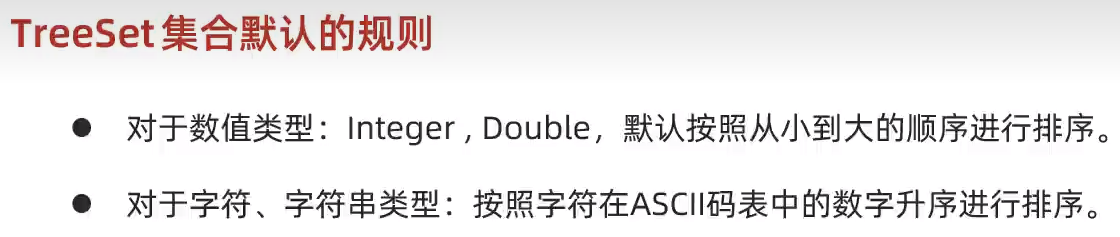 TreeSet集合默认的规则
● 对于数值类型：Integer , Double，默认按照从小到大的顺序进行排序。
● 对于字符、字符串类型：按照字符在ASCII码表中的数字升序进行排序。